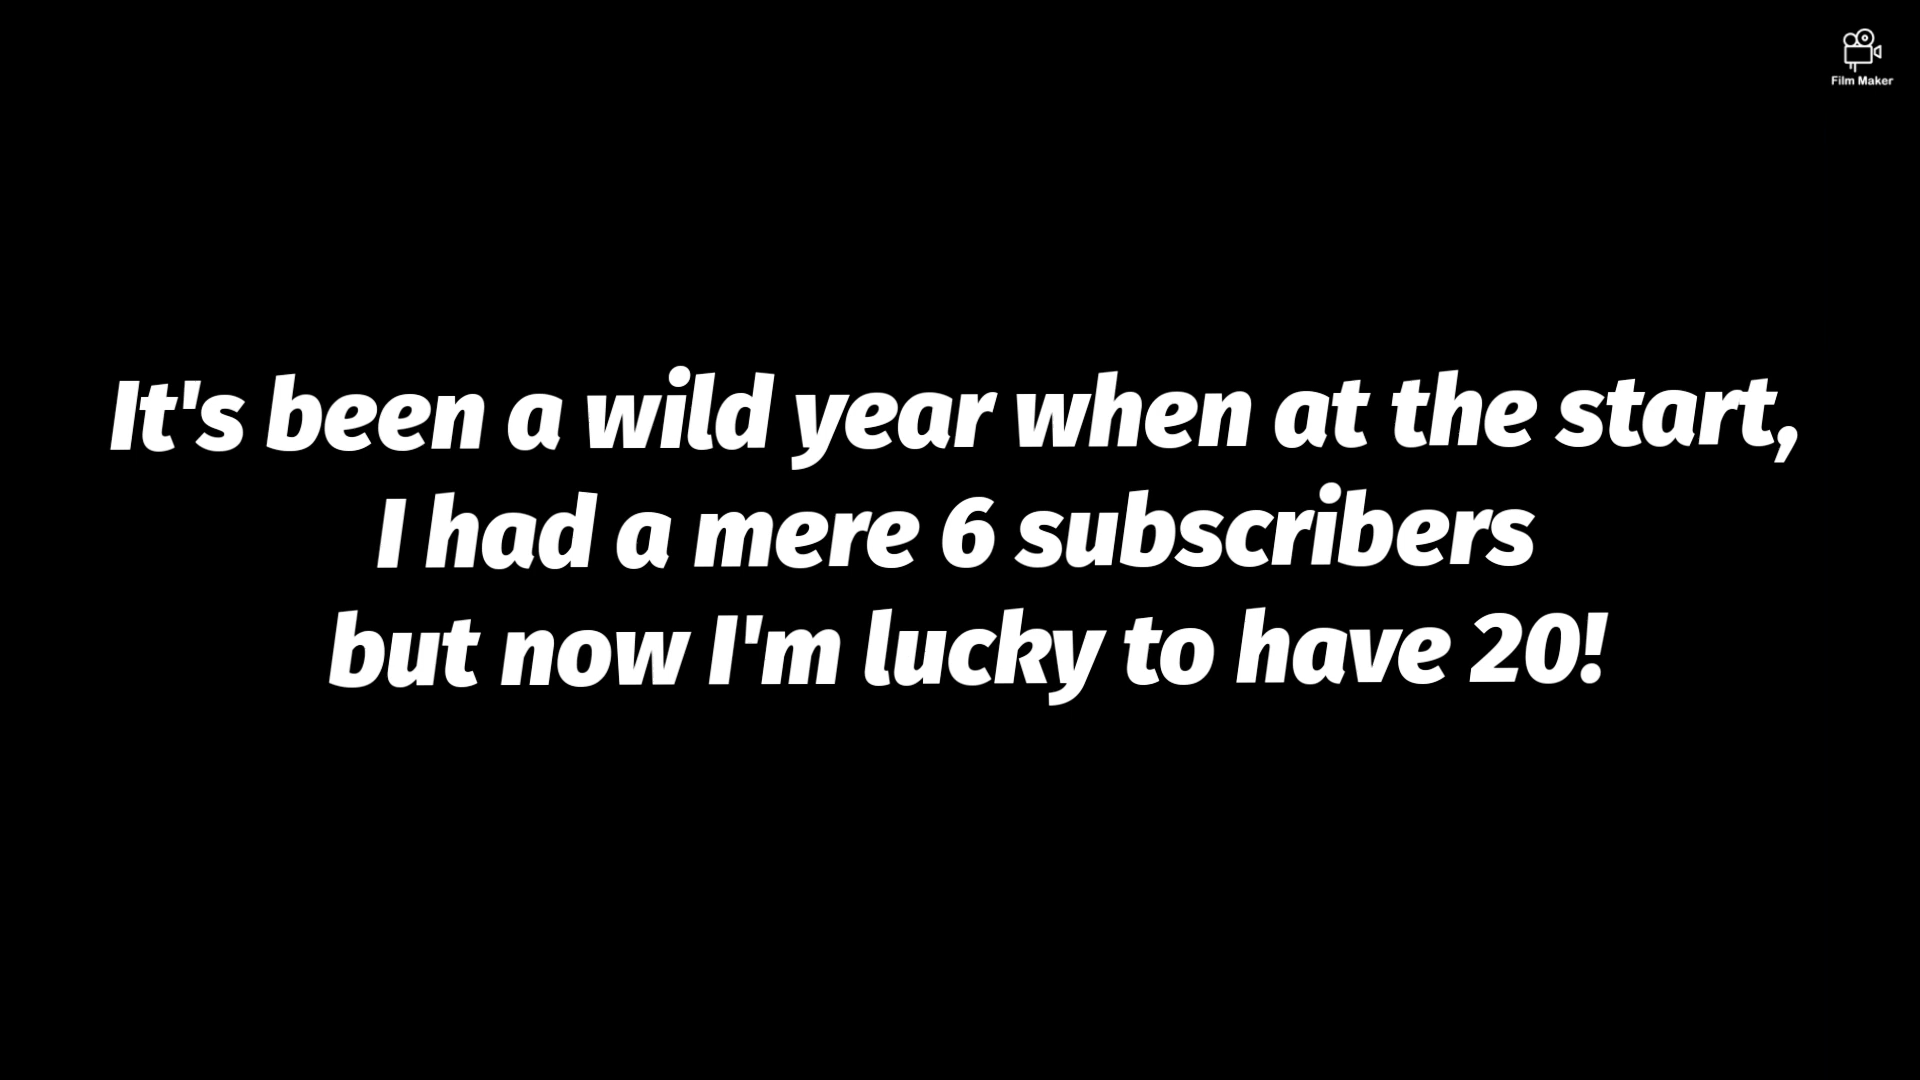 Film Maker
It's been a wild year when at the start,
I had a mere 6 subscribers
but now I'm lucky to have 20!